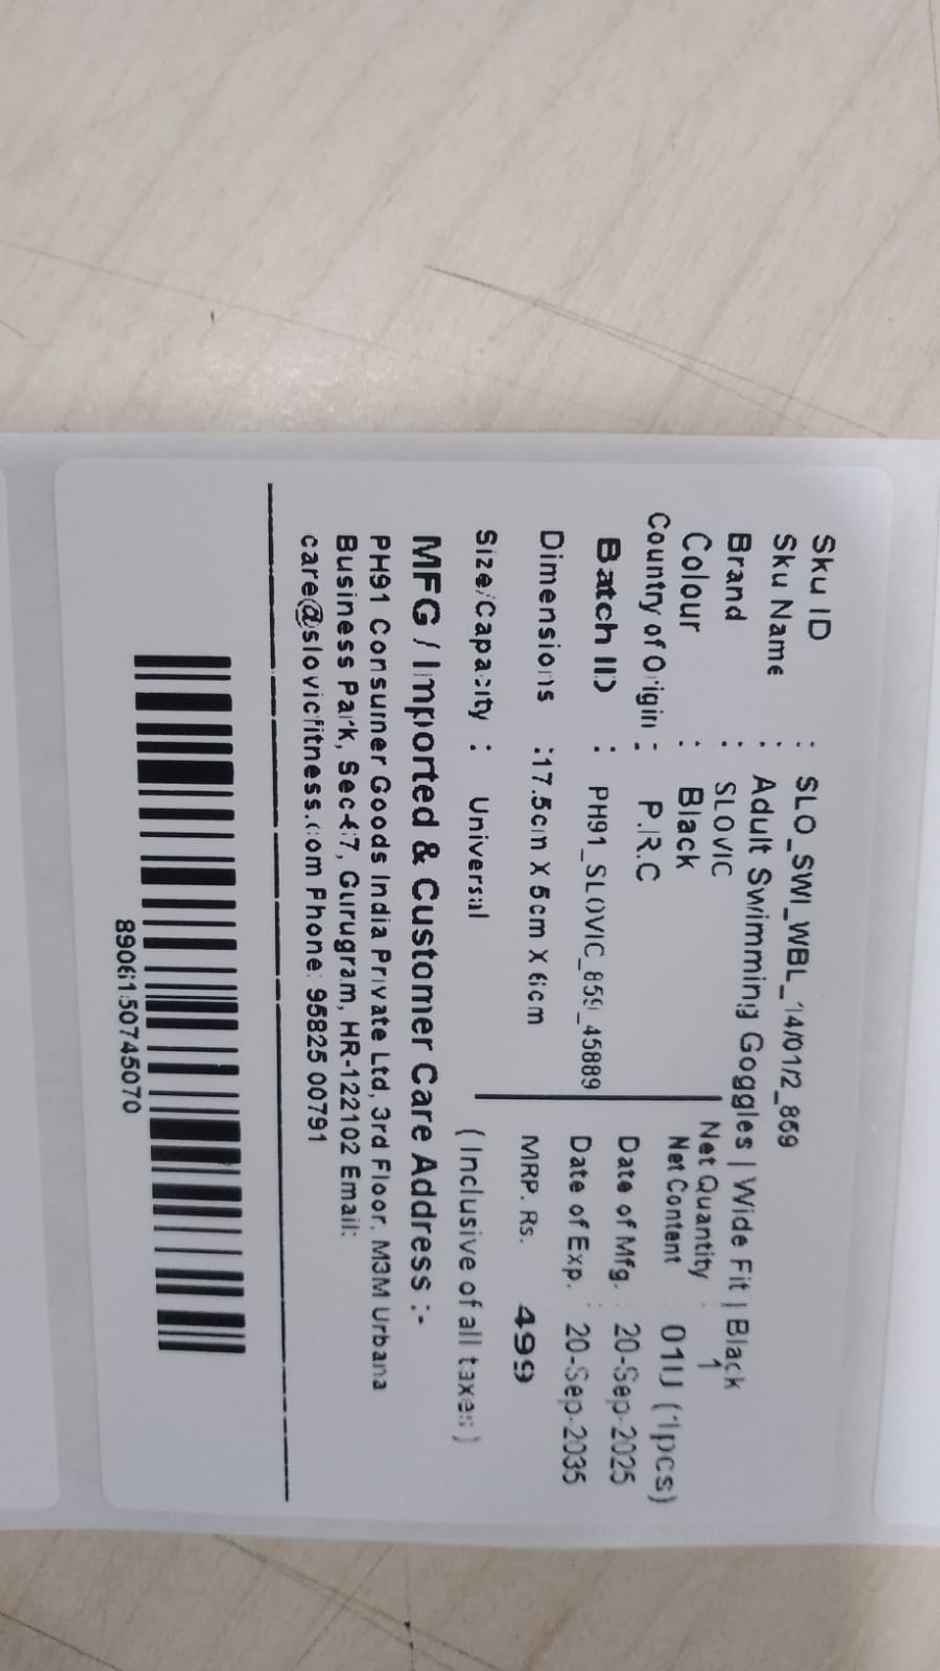 Sku ID : SLO_SWI_WBL_14/01/2_859
Sku Name : Adult Swimming Goggles | Wide Fit | Black
Brand : SLOVIC
Net Quantity : 1
Colour : Black
Net Content 01U (1pcs)
Country of Origin : P.R.C
Date of Mfg. : 20-Sep-2025
Batch ID : PH91_SLOVIC_859_45889
Date of Exp. : 20-Sep-2035
Dimensions :17.5cm X 5cm X 6cm
MRP. Rs. 499
Size/Capacity : Universal
(Inclusive of all taxes)
MFG / Imported & Customer Care Address :-
PH91 Consumer Goods India Private Ltd, 3rd Floor, M3M Urbana
Business Park, Sec-67, Gurugram, HR-122102 Email:
care@slovicfitness.com Phone: 95825 00791
8906150745070